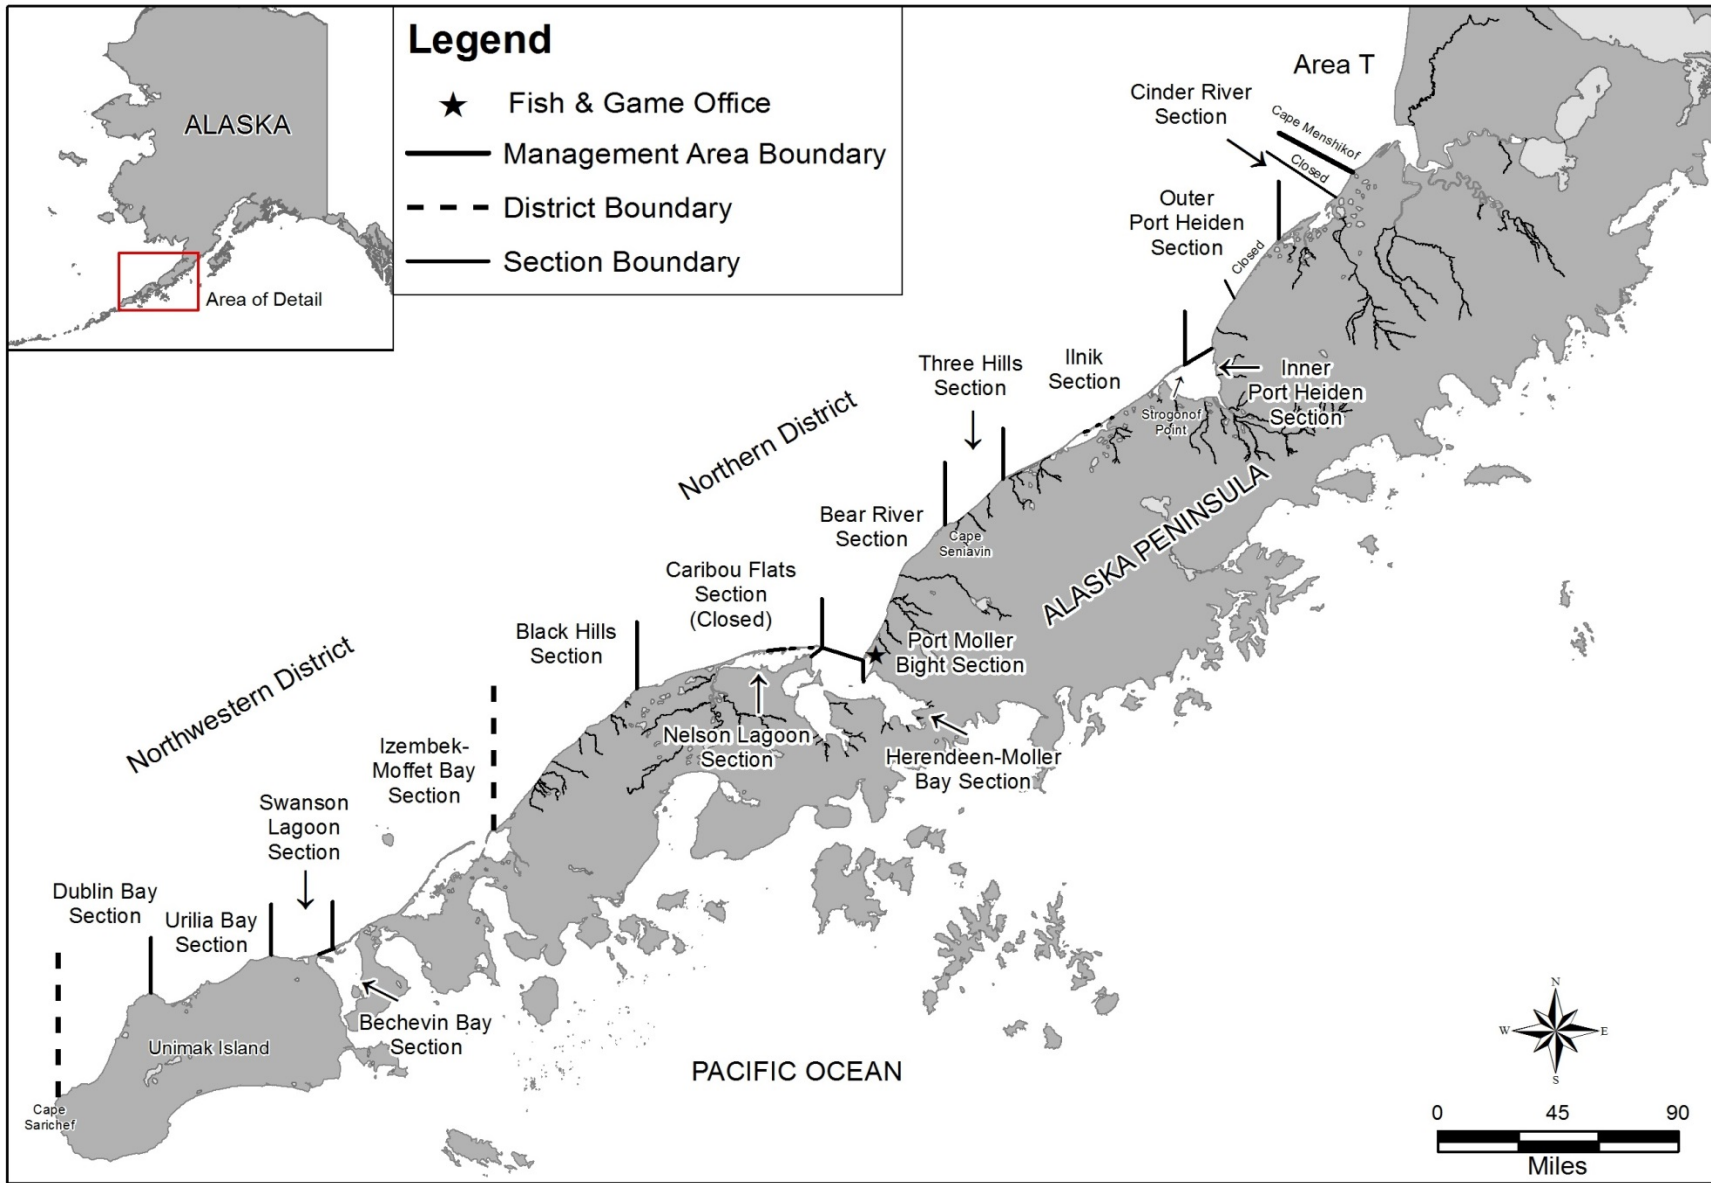 ALASKA
Area of Detail
Legend
Fish & Game Office
Management Area Boundary
District Boundary
Section Boundary
Area T
Cinder River
Section
Cape Menshikof
Closed
Outer
Port Heiden
Section
Closed
Three Hills
Section
Ilnik
Section
Inner
Port Heiden
Section
Strogonof
Point
Northern District
Bear River
Section
Cape
Seniavin
ALASKA PENINSULA
Caribou Flats
Section
(Closed)
Black Hills
Section
Port Moller
Bight Section
Northwestern District
Nelson Lagoon
Section
Herendeen-Moller
Bay Section
Izembek-
Moffet Bay
Section
Swanson
Lagoon
Section
Dublin Bay
Section
Urilia Bay
Section
Bechevin Bay
Section
Unimak Island
Cape
Sarichef
PACIFIC OCEAN
N
W
E
S
0 45 90
Miles